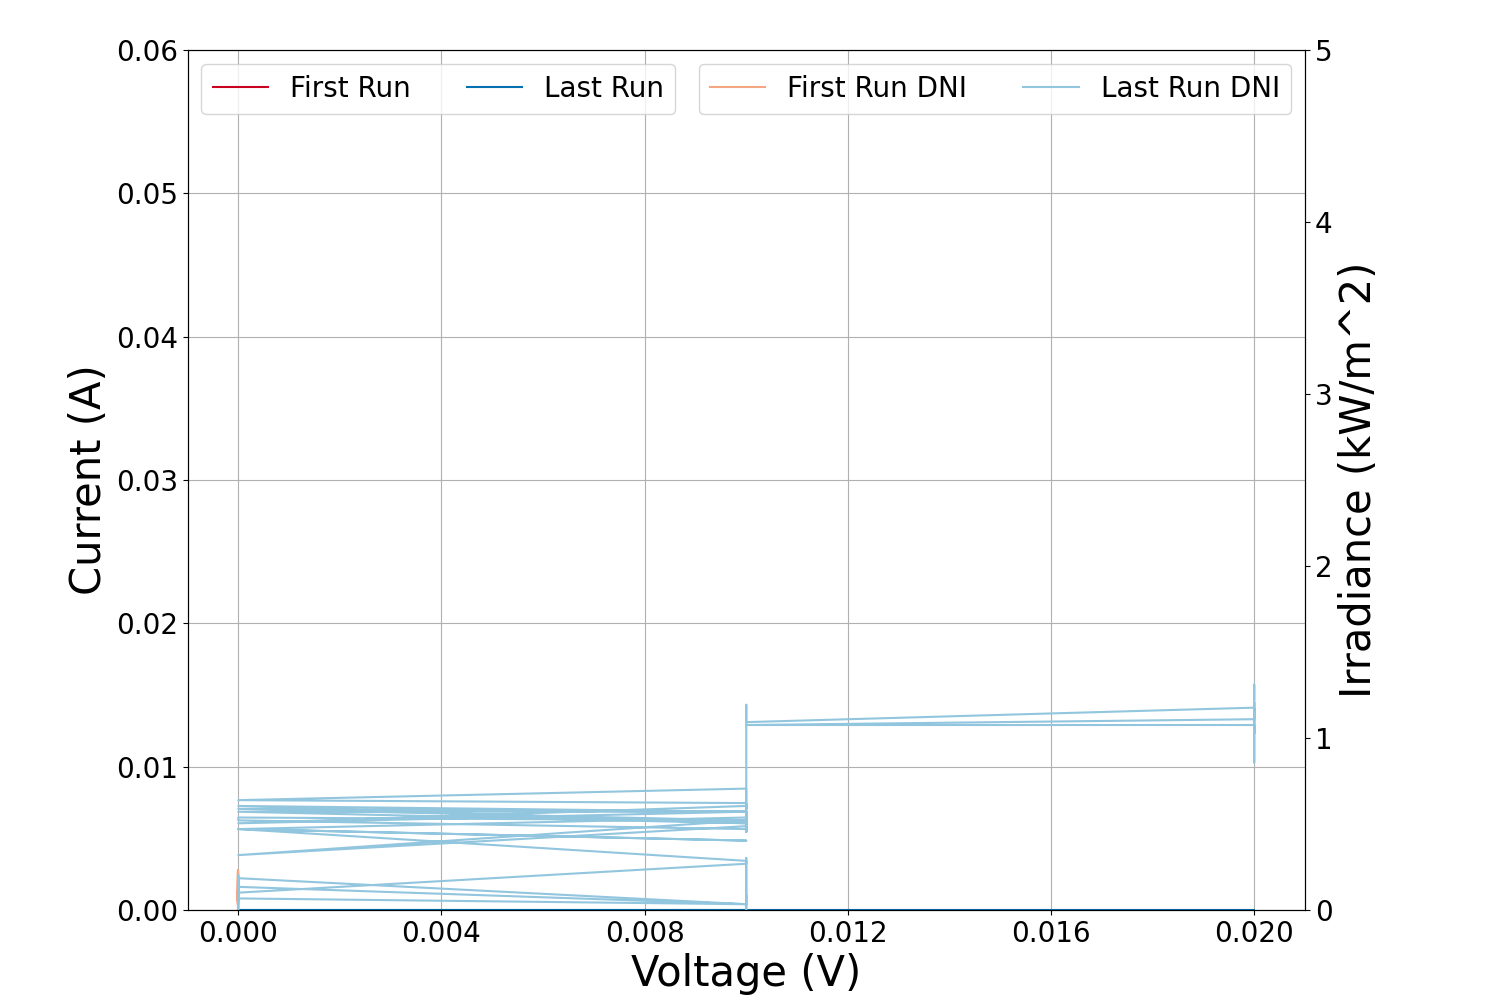 First Run
Last Run
First Run DNI
Last Run DNI
0.06
0.05
0.04
0.03
0.02
0.01
0.00
Current (A)
5
4
3
2
1
0
Irradiance (kW/m^2)
0.000
0.004
0.008
0.012
0.016
0.020
Voltage (V)